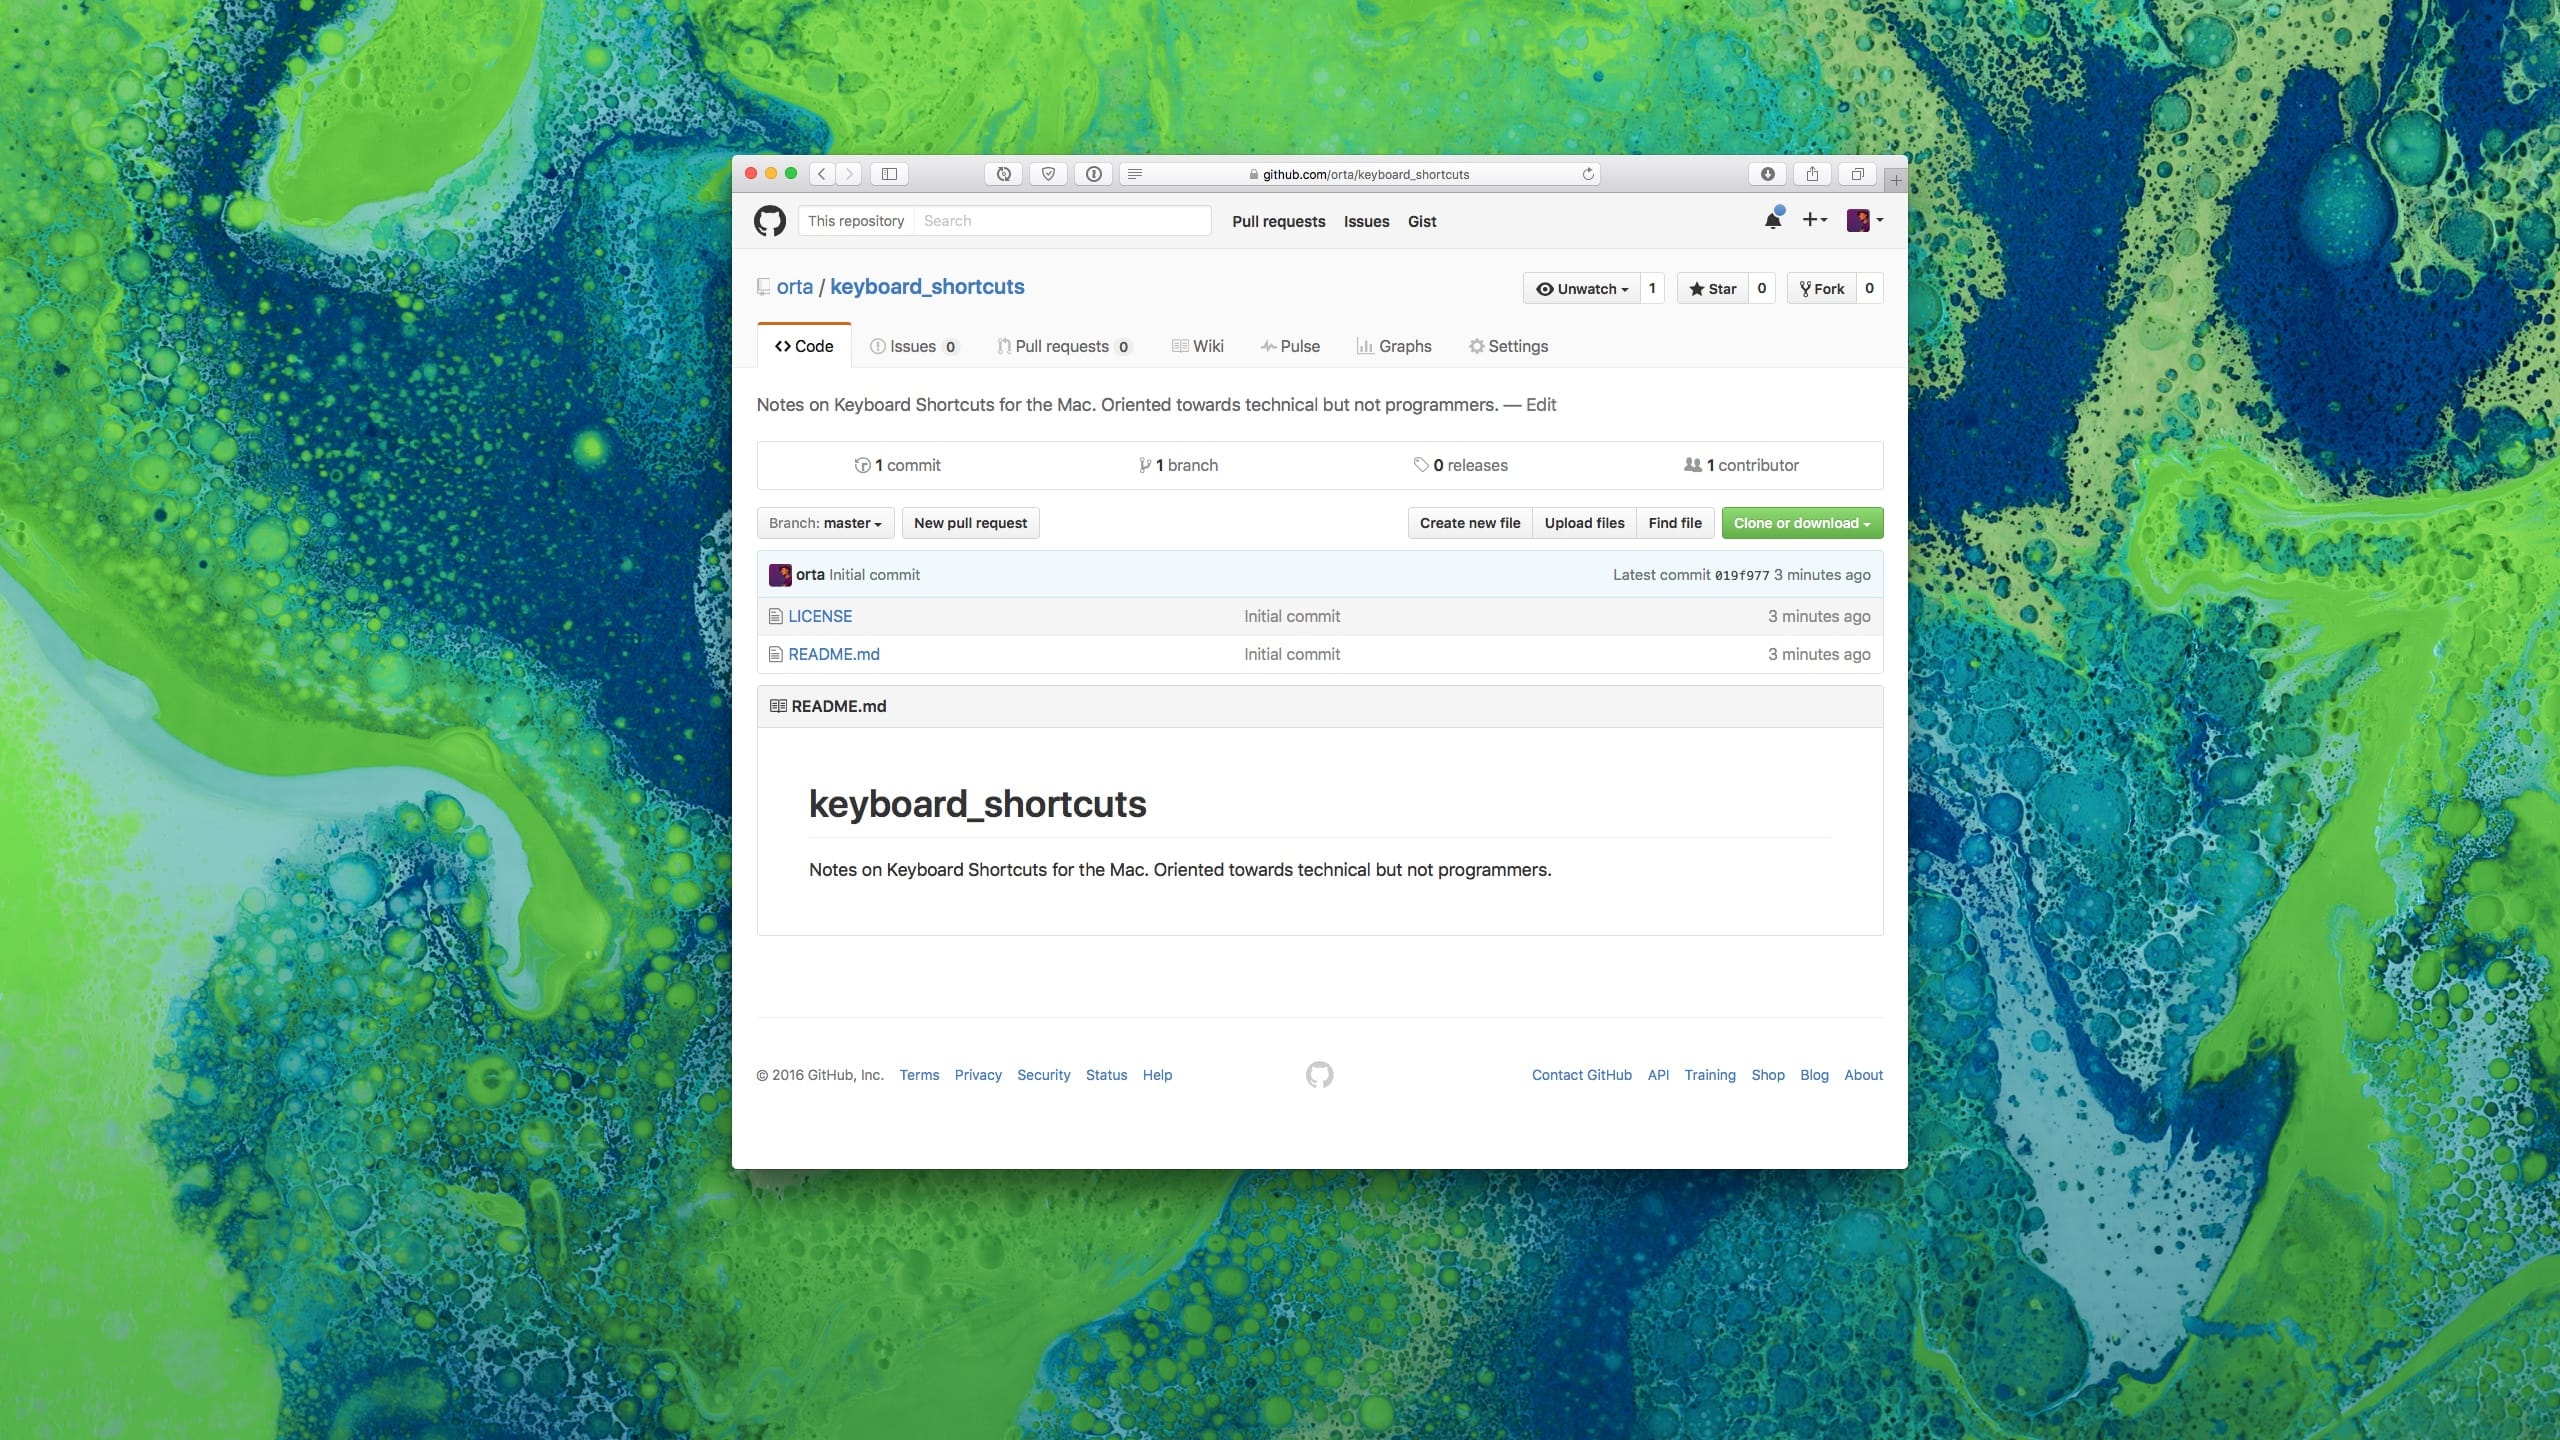 github.com/orta/keyboard_shortcuts
This repository Search Pull requests Issues Gist
orta / keyboard_shortcuts Unwatch 1 Star 0 Fork 0
Code Issues 0 Pull requests 0 Wiki Pulse Graphs Settings
Notes on Keyboard Shortcuts for the Mac. Oriented towards technical but not programmers. — Edit
1 commit 1 branch 0 releases 1 contributor
Branch: master New pull request Create new file Upload files Find file Clone or download
orta Initial commit Latest commit 019f977 3 minutes ago
LICENSE Initial commit 3 minutes ago
README.md Initial commit 3 minutes ago
README.md
keyboard_shortcuts
Notes on Keyboard Shortcuts for the Mac. Oriented towards technical but not programmers.
© 2016 GitHub, Inc. Terms Privacy Security Status Help Contact GitHub API Training Shop Blog About